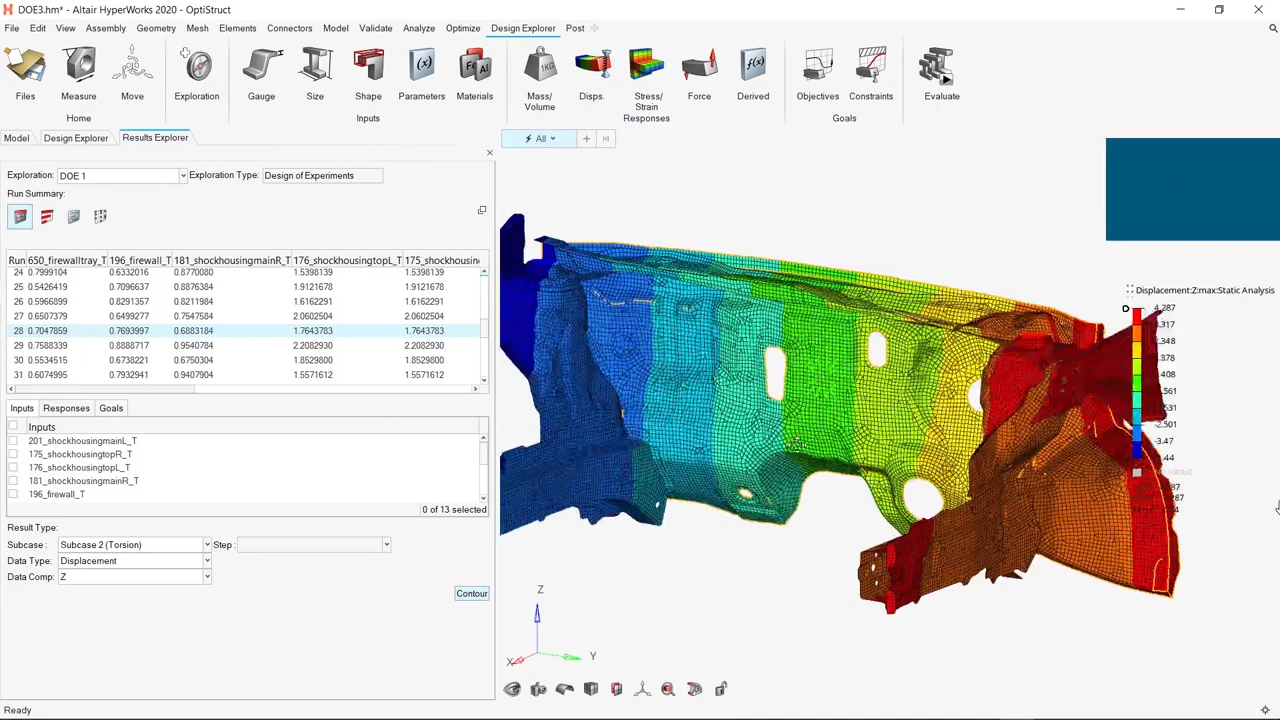 DOE3.hm* - Altair HyperWorks 2020 - OptiStruct
File Edit View Assembly Geometry Mesh Elements Connectors Model Validate Analyze Optimize Design Explorer Post
Files Measure Move Exploration Gauge Size Shape Parameters Materials Mass/ Volume Disps. Stress/ Strain Force Derived Objectives Constraints Evaluate
Home Inputs Responses Goals
Model Design Explorer Results Explorer
All
Exploration: DOE 1 Exploration Type: Design of Experiments
Run Summary:
Run 650_firewalltray_T 196_firewall_T 181_shockhousingmainR_T 176_shockhousingtopL_T 175_shockhousing
24 0.7999104 0.6332016 0.8770080 1.5398139 1.5398139
25 0.5426419 0.7096637 0.8876384 1.9121678 1.9121678
26 0.5966899 0.8291357 0.8211984 1.6162291 1.6162291
27 0.6507379 0.6499277 0.7547584 2.0602504 2.0602504
28 0.7047859 0.7693997 0.6883184 1.7643783 1.7643783
29 0.7588339 0.8888717 0.9540784 2.2082930 2.2082930
30 0.5534515 0.6738221 0.6750304 1.8529800 1.8529800
31 0.6074995 0.7932941 0.9407904 1.5571612 1.5571612
Inputs Responses Goals
Inputs
201_shockhousingmainL_T
175_shockhousingtopR_T
176_shockhousingtopL_T
181_shockhousingmainR_T
196_firewall_T
0 of 13 selected
Result Type:
Subcase : Subcase 2 (Torsion) Step :
Data Type: Displacement
Data Comp: Z
Contour
Displacement:Z:max:Static Analysis
D 4.287
Z
X Y
Ready